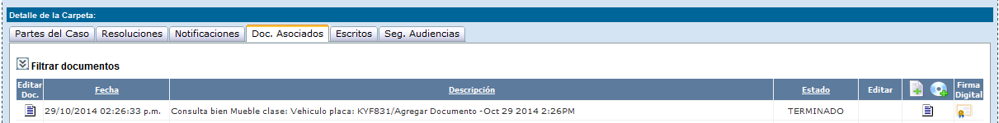 Detalle de la Carpeta:
Partes del Caso Resoluciones Notificaciones Doc. Asociados Escritos Seg. Audiencias
Filtrar documentos
Editar Doc. Fecha Descripción Estado Editar Firma Digital
29/10/2014 02:26:33 p.m. Consulta bien Mueble clase: Vehiculo placa: KYF831/Agregar Documento -Oct 29 2014 2:26PM TERMINADO